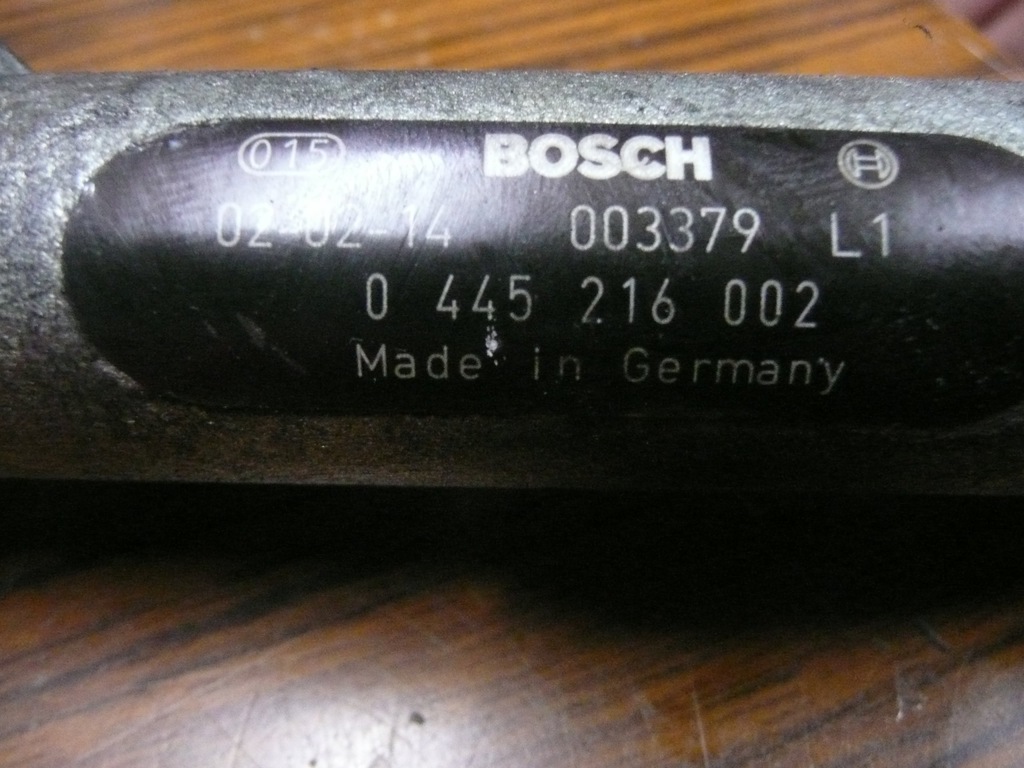 015 BOSCH
02-02-14 003379 L1
0 445 216 002
Made in Germany